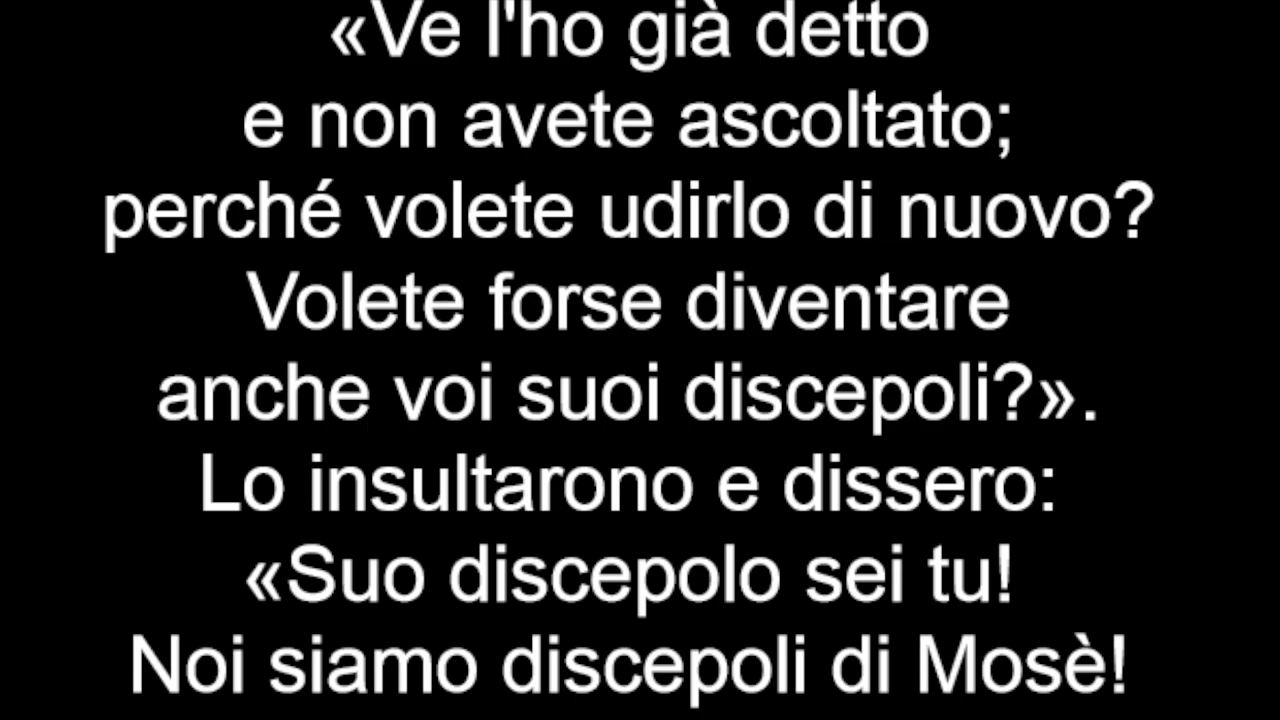 «Ve l'ho già detto
e non avete ascoltato;
perché volete udirlo di nuovo?
Volete forse diventare
anche voi suoi discepoli?».
Lo insultarono e dissero:
«Suo discepolo sei tu!
Noi siamo discepoli di Mosè!